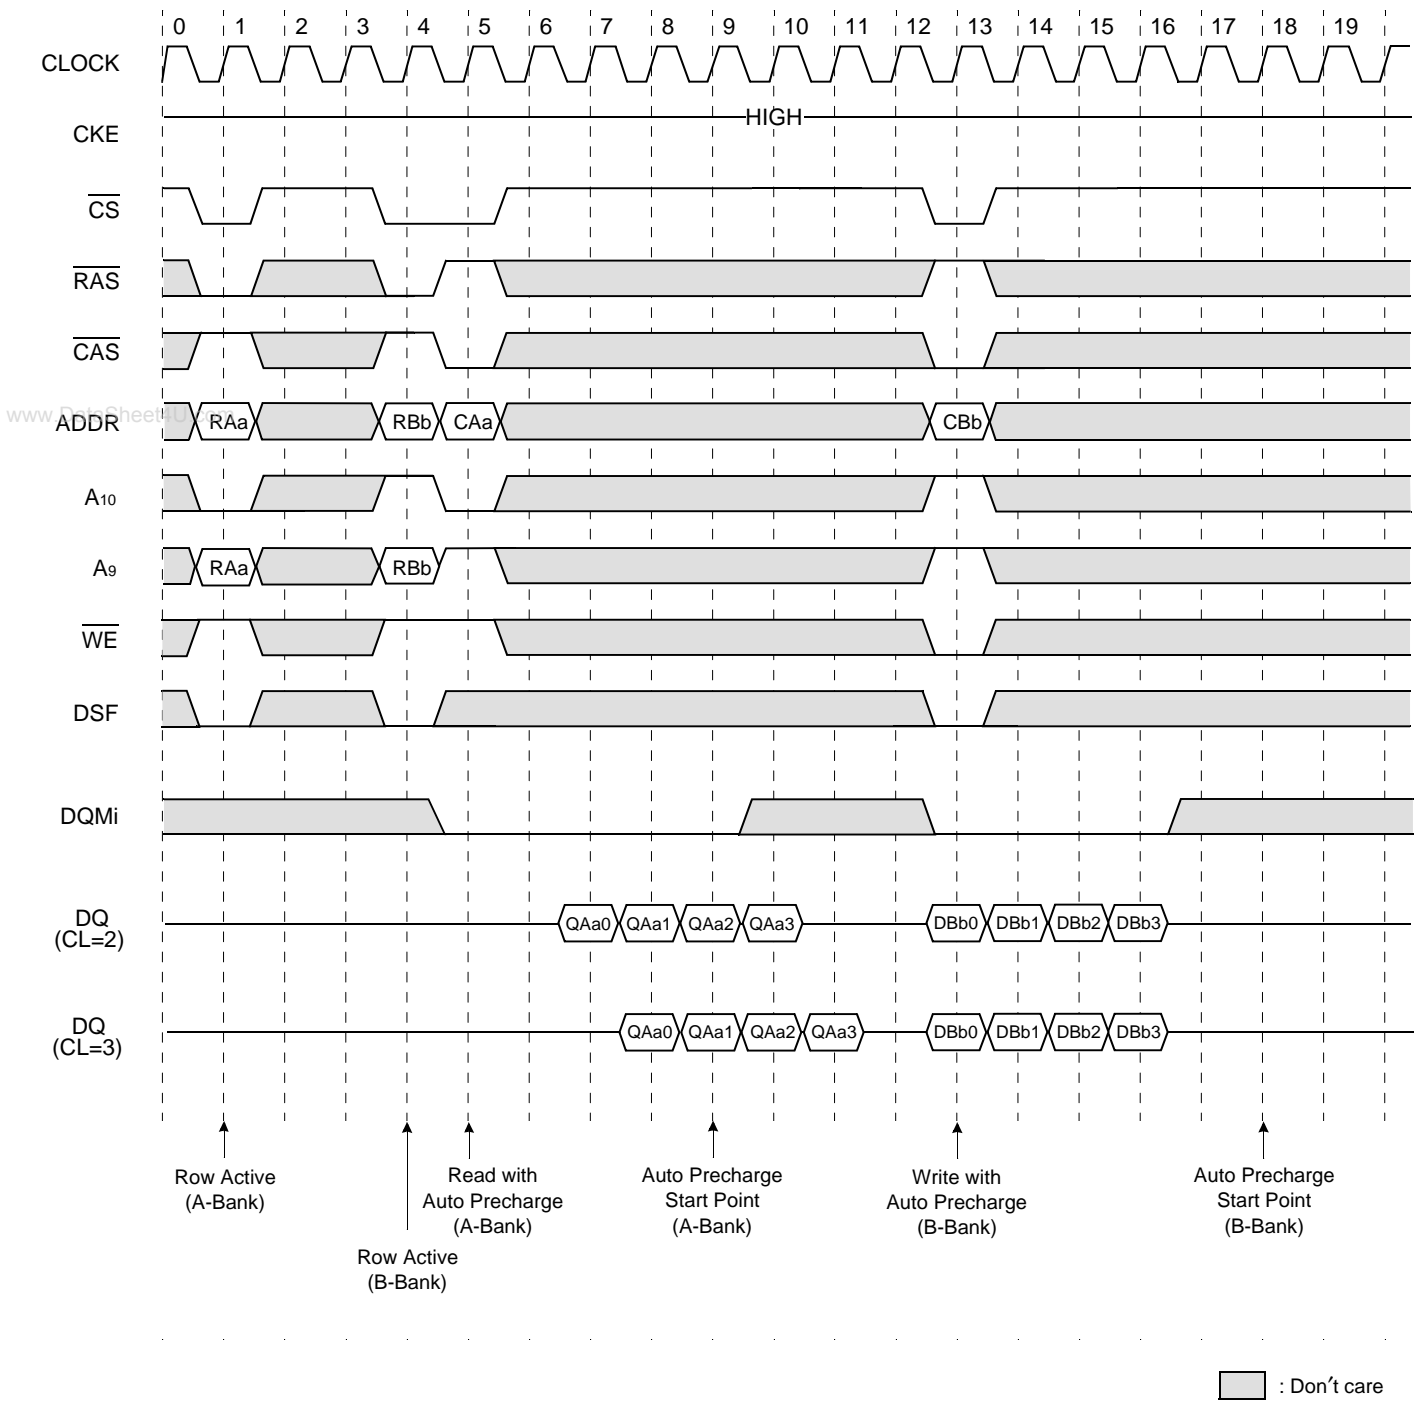 0 1 2 3 4 5 6 7 8 9 10 11 12 13 14 15 16 17 18 19
CLOCK
HIGH
CKE
CS
RAS
CAS
www.DataSheet4U.com
ADDR RAa RBb CAa CBb
A10
A9 RAa RBb
WE
DSF
DQMi
DQ
(CL=2)
QAa0 QAa1 QAa2 QAa3 DBb0 DBb1 DBb2 DBb3
DQ
(CL=3)
QAa0 QAa1 QAa2 QAa3 DBb0 DBb1 DBb2 DBb3
Row Active
(A-Bank)
Row Active
(B-Bank)
Read with
Auto Precharge
(A-Bank)
Auto Precharge
Start Point
(A-Bank)
Write with
Auto Precharge
(B-Bank)
Auto Precharge
Start Point
(B-Bank)
: Don′t care